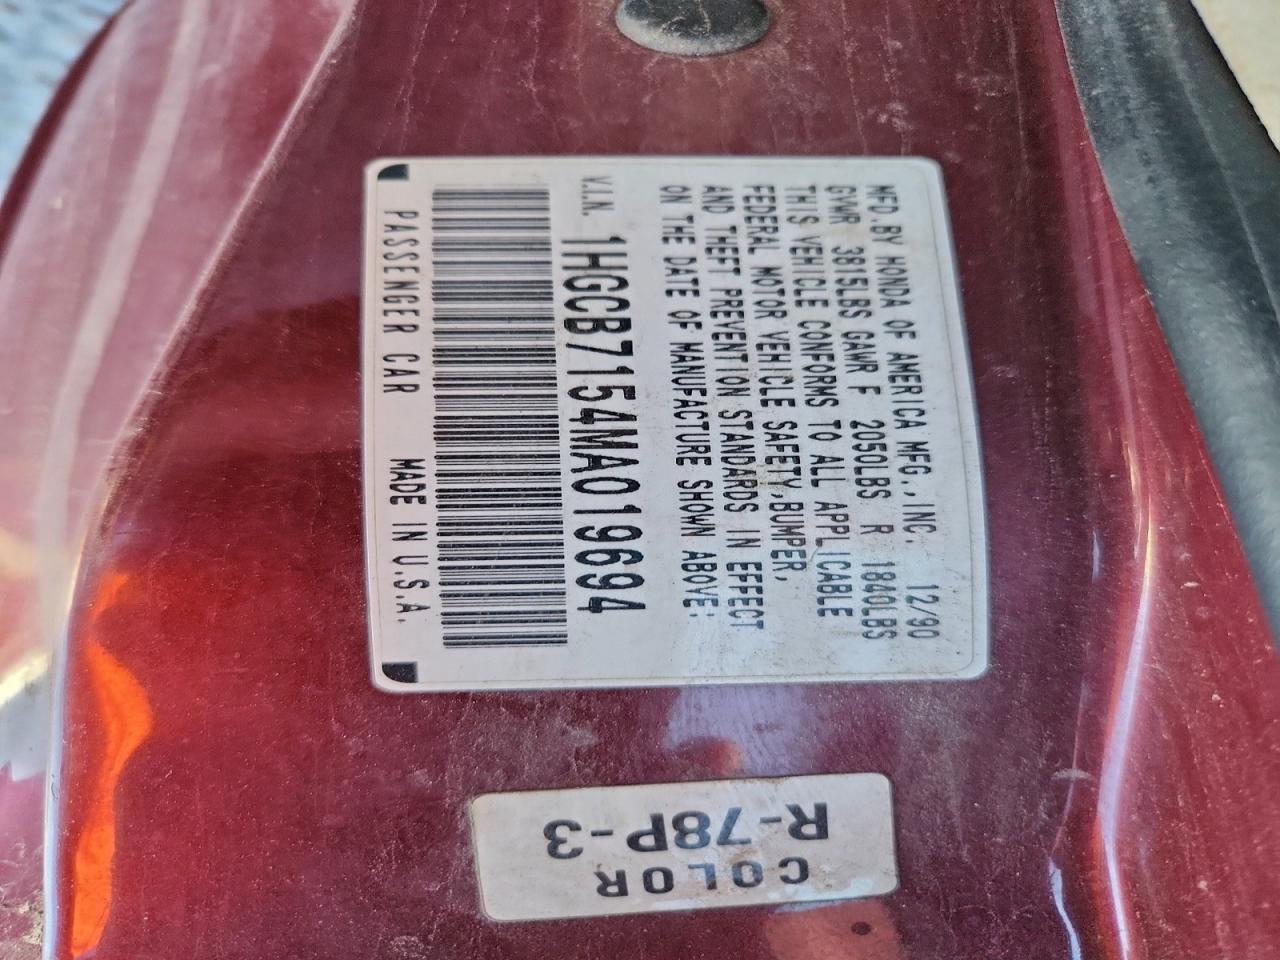 MFD.BY HONDA OF AMERICA MFG.,INC. 12/90
GVWR 3815LBS GAWR F 2050LBS R 1840LBS
THIS VEHICLE CONFORMS TO ALL APPLICABLE
FEDERAL MOTOR VEHICLE SAFETY,BUMPER,
AND THEFT PREVENTION STANDARDS IN EFFECT
ON THE DATE OF MANUFACTURE SHOWN ABOVE:
V.I.N. 1HGCB7154MA019694
PASSENGER CAR MADE IN U.S.A.
COLOR
R-78P-3